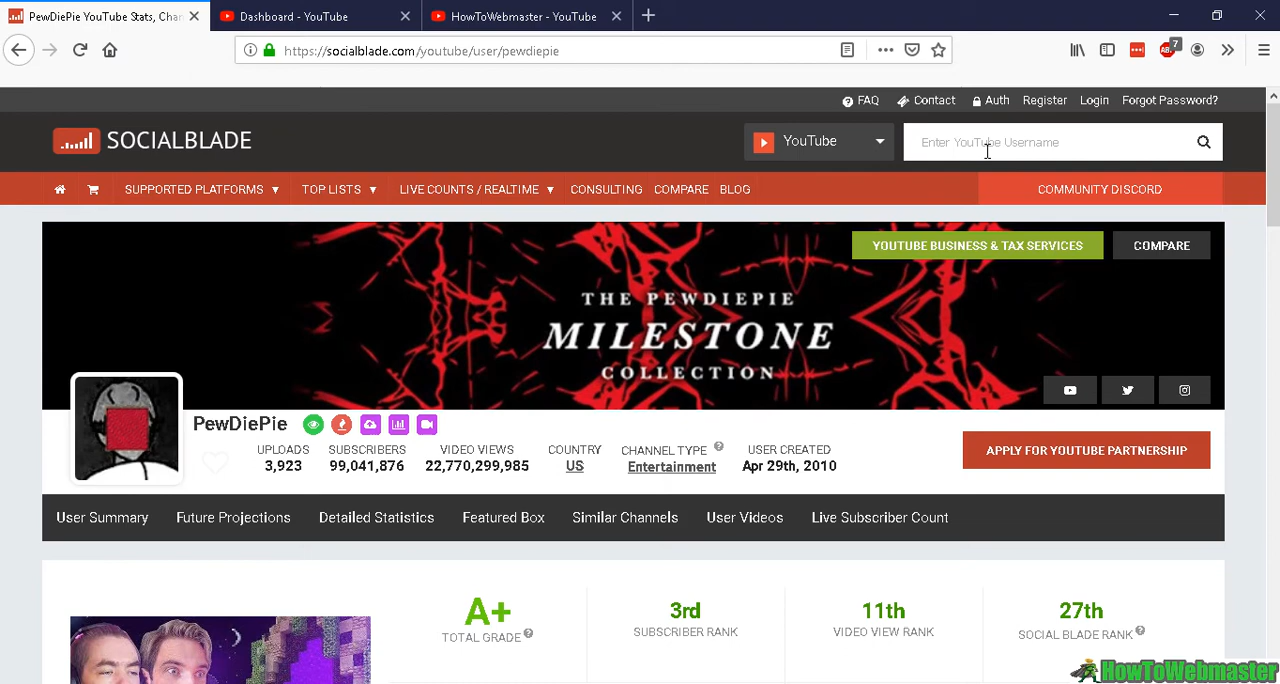 PewDiePie YouTube Stats, Chan
Dashboard - YouTube
HowToWebmaster - YouTube
https://socialblade.com/youtube/user/pewdiepie
ABP 7
FAQ Contact Auth Register Login Forgot Password?
SOCIALBLADE
YouTube
Enter YouTube Username
SUPPORTED PLATFORMS TOP LISTS LIVE COUNTS / REALTIME CONSULTING COMPARE BLOG
COMMUNITY DISCORD
YOUTUBE BUSINESS & TAX SERVICES COMPARE
THE PEWDIEPIE
MILESTONE
COLLECTION
PewDiePie
UPLOADS SUBSCRIBERS VIDEO VIEWS COUNTRY CHANNEL TYPE USER CREATED
3,923 99,041,876 22,770,299,985 US Entertainment Apr 29th, 2010
APPLY FOR YOUTUBE PARTNERSHIP
User Summary Future Projections Detailed Statistics Featured Box Similar Channels User Videos Live Subscriber Count
A+ 3rd 11th 27th
TOTAL GRADE SUBSCRIBER RANK VIDEO VIEW RANK SOCIAL BLADE RANK
HowToWebmaster